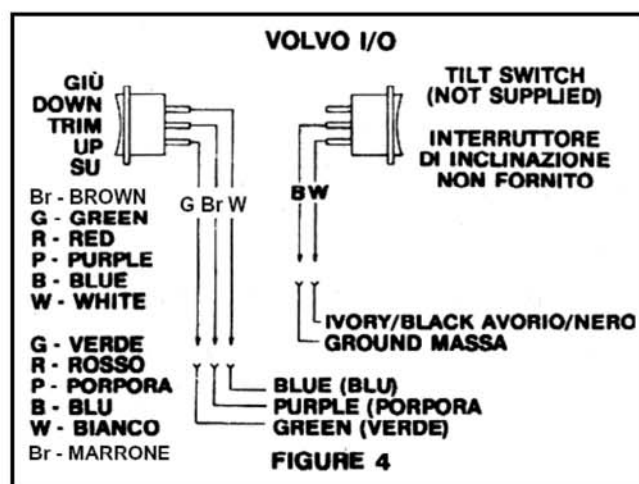 VOLVO I/O
GIÙ
DOWN
TRIM
UP
SU
TILT SWITCH
(NOT SUPPLIED)
INTERRUTTORE
DI INCLINAZIONE
NON FORNITO
Br - BROWN
G - GREEN
R - RED
P - PURPLE
B - BLUE
W - WHITE
G Br W
B W
G - VERDE
R - ROSSO
P - PORPORA
B - BLU
W - BIANCO
Br - MARRONE
IVORY/BLACK AVORIO/NERO
GROUND MASSA
BLUE (BLU)
PURPLE (PORPORA
GREEN (VERDE)
FIGURE 4